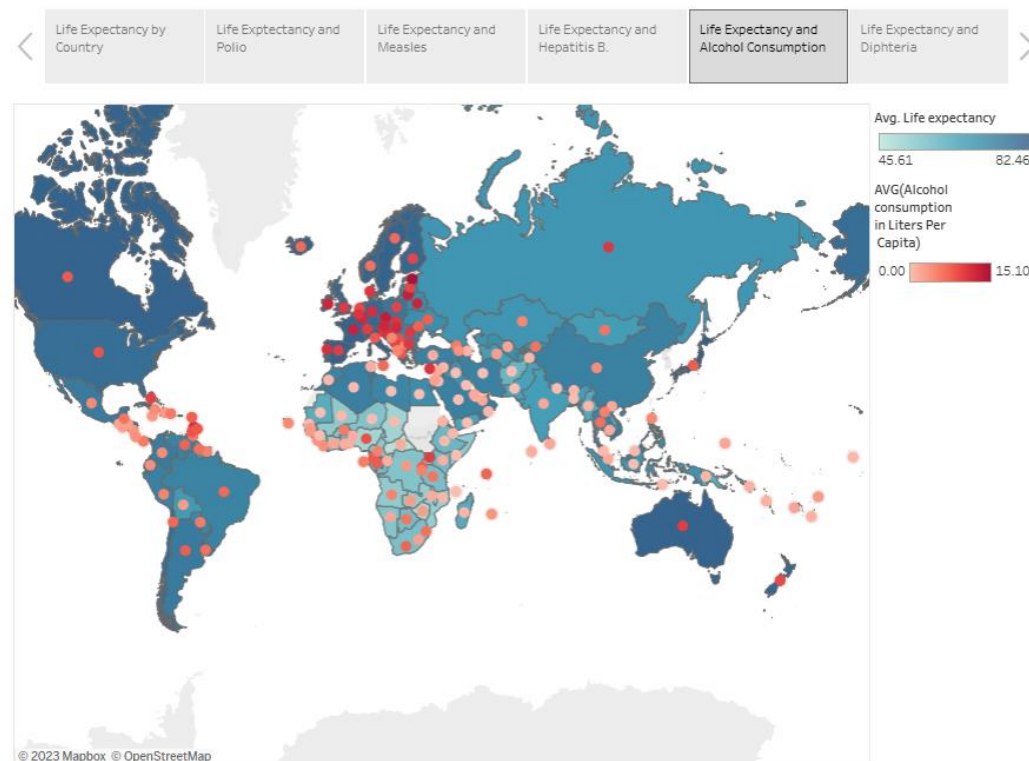 Life Expectancy by
Country
Life Exptectancy and
Polio
Life Expectancy and
Measles
Life Expectancy and
Hepatitis B.
Life Expectancy and
Alcohol Consumption
Life Expectancy and
Diphteria
Avg. Life expectancy
45.61 82.46
AVG(Alcohol
consumption
in Liters Per
Capita)
0.00 15.10
© 2023 Mapbox © OpenStreetMap